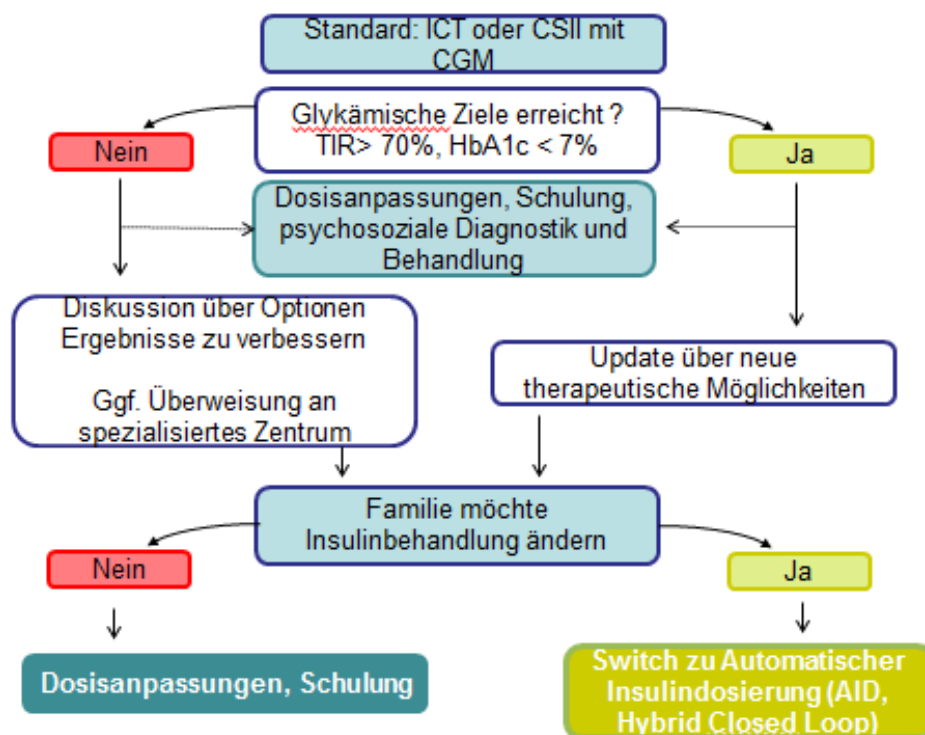 Standard: ICT oder CSII mit
CGM
Glykämische Ziele erreicht ?
TIR> 70%, HbA1c < 7%
Nein
Ja
Dosisanpassungen, Schulung,
psychosoziale Diagnostik und
Behandlung
Diskussion über Optionen
Ergebnisse zu verbessern
Ggf. Überweisung an
spezialisiertes Zentrum
Update über neue
therapeutische Möglichkeiten
Familie möchte
Insulinbehandlung ändern
Nein
Ja
Dosisanpassungen, Schulung
Switch zu Automatischer
Insulindosierung (AID,
Hybrid Closed Loop)